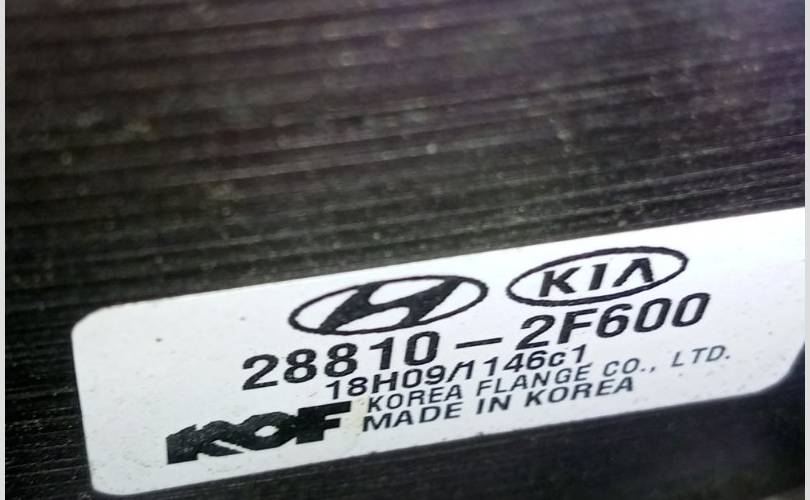 KIA
28810-2F600
18H09/1146c1
KOF KOREA FLANGE CO., LTD.
MADE IN KOREA